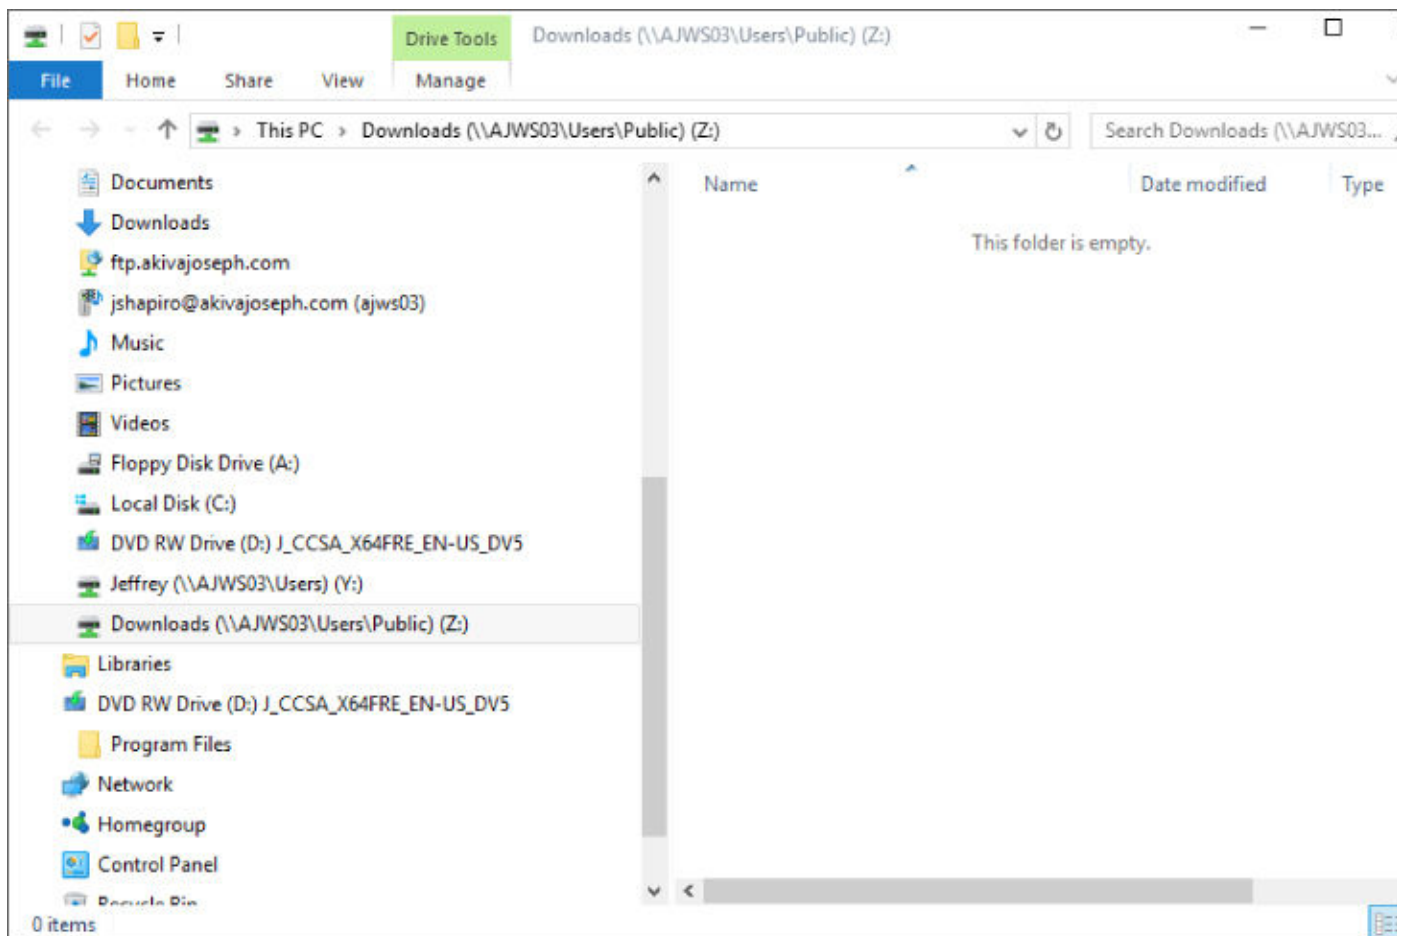 Drive Tools
Downloads (\\AJWS03\Users\Public) (Z:)
File
Home
Share
View
Manage
This PC > Downloads (\\AJWS03\Users\Public) (Z:)
Search Downloads (\\AJWS03...
Documents
Downloads
ftp.akivajoseph.com
jshapiro@akivajoseph.com (ajws03)
Music
Pictures
Videos
Floppy Disk Drive (A:)
Local Disk (C:)
DVD RW Drive (D:) J_CCSA_X64FRE_EN-US_DV5
Jeffrey (\\AJWS03\Users) (Y:)
Downloads (\\AJWS03\Users\Public) (Z:)
Libraries
DVD RW Drive (D:) J_CCSA_X64FRE_EN-US_DV5
Program Files
Network
Homegroup
Control Panel
Recycle Bin
Name
Date modified
Type
This folder is empty.
0 items